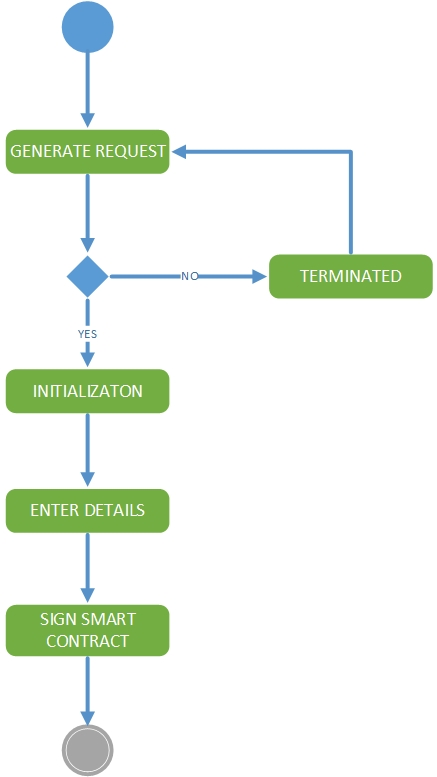 GENERATE REQUEST
NO
TERMINATED
YES
INITIALIZATON
ENTER DETAILS
SIGN SMART
CONTRACT